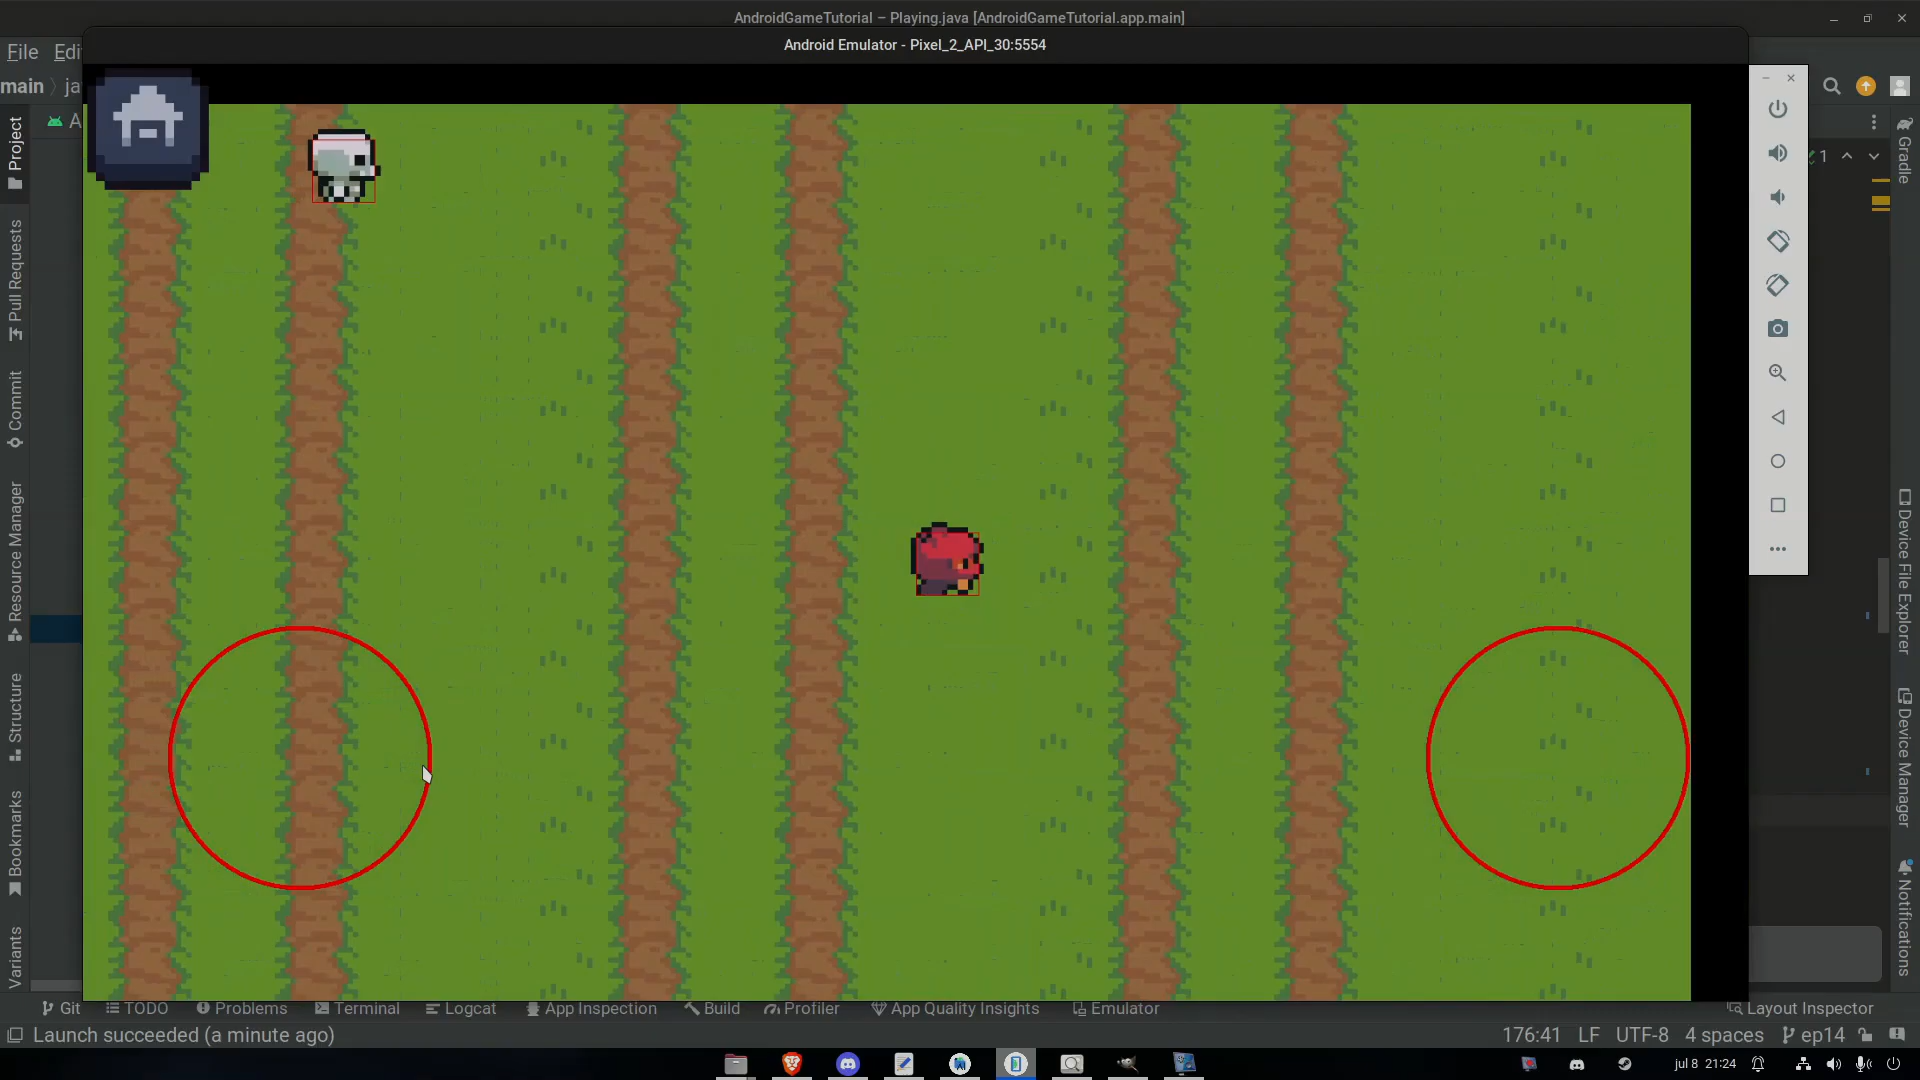 AndroidGameTutorial – Playing.java [AndroidGameTutorial.app.main]
Android Emulator - Pixel_2_API_30:5554
File Edi
main ja
A
1
Project
Pull Requests
Commit
Resource Manager
Structure
Bookmarks
Variants
Gradle
Device File Explorer
Device Manager
Notifications
Git TODO Problems Terminal Logcat App Inspection Build Profiler App Quality Insights Emulator Layout Inspector
Launch succeeded (a minute ago) 176:41 LF UTF-8 4 spaces ep14
jul 8 21:24